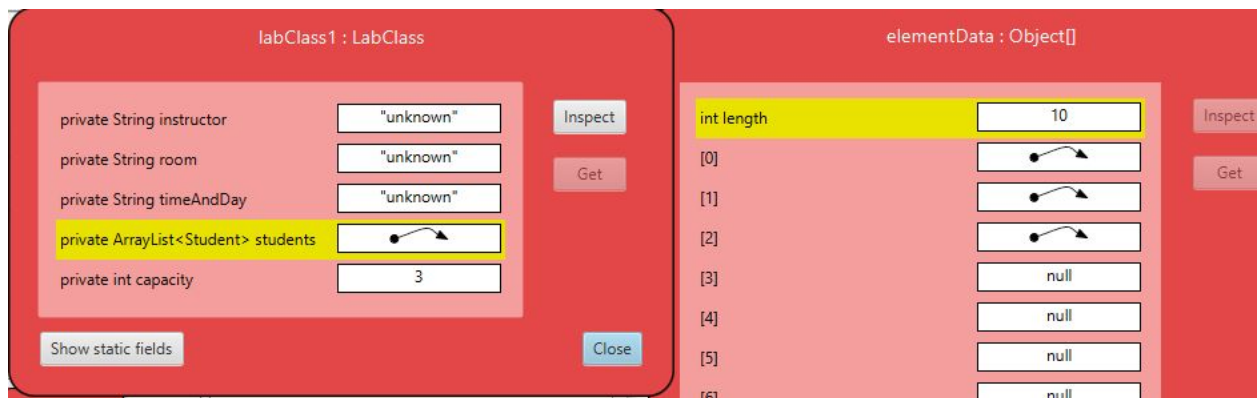 labClass1 : LabClass
private String instructor "unknown"
private String room "unknown"
private String timeAndDay "unknown"
private ArrayList<Student> students
private int capacity 3
Inspect
Get
Show static fields
Close
elementData : Object[]
int length 10
[0]
[1]
[2]
[3] null
[4] null
[5] null
[6] null
Inspect
Get